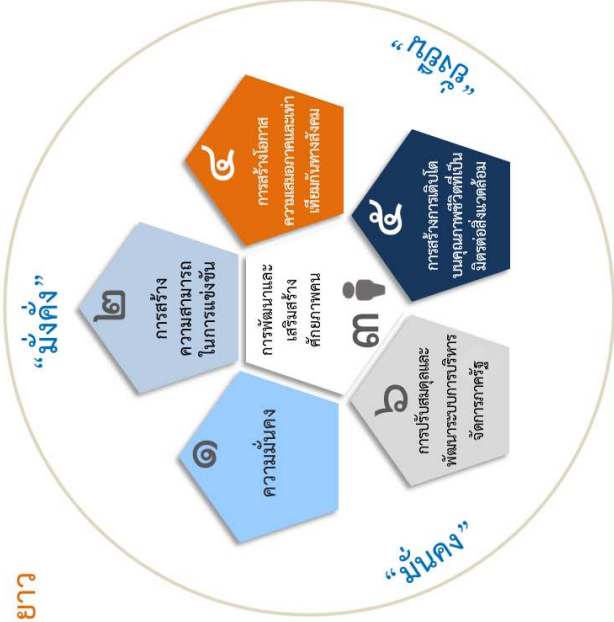 ยาว
“มั่งคั่ง”
“มั่นคง”
“ยั่งยืน”
๑
ความมั่นคง
๒
การสร้าง
ความสามารถ
ในการแข่งขัน
๓
การพัฒนาและ
เสริมสร้าง
ศักยภาพคน
๔
การสร้างโอกาส
ความเสมอภาคและเท่า
เทียมกันทางสังคม
๕
การสร้างการเติบโต
บนคุณภาพชีวิตที่เป็น
มิตรต่อสิ่งแวดล้อม
๖
การปรับสมดุลและ
พัฒนาระบบการบริหาร
จัดการภาครัฐ